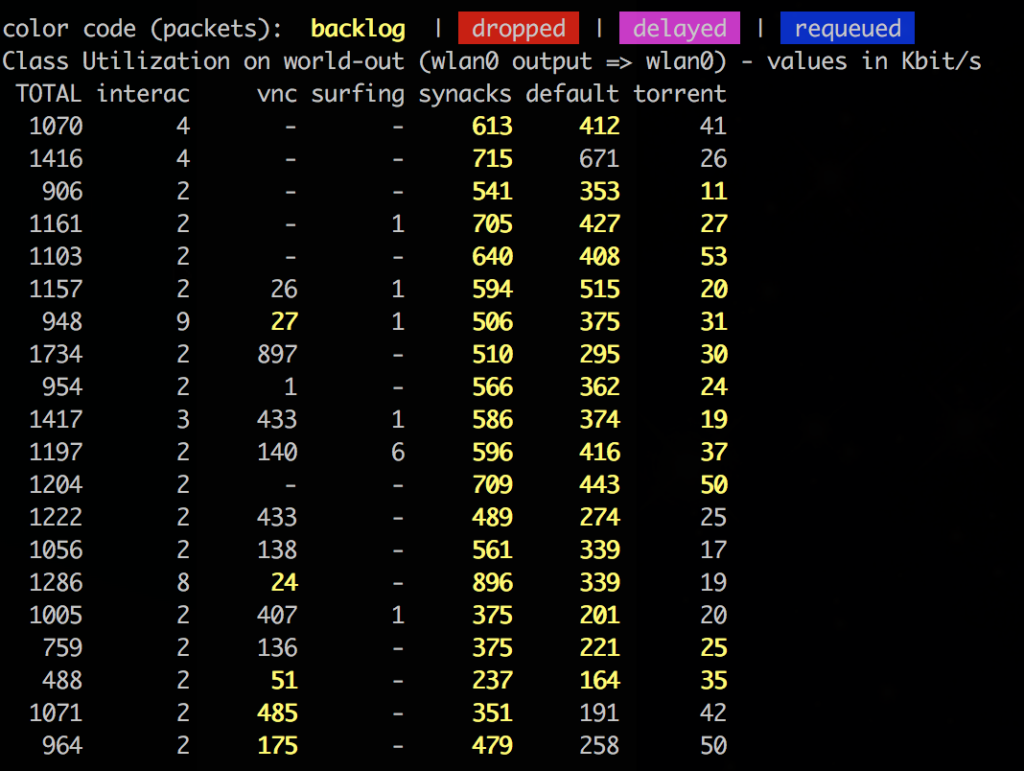 color code (packets): backlog | dropped | delayed | requeued
Class Utilization on world-out (wlan0 output => wlan0) - values in Kbit/s
TOTAL interac vnc surfing synacks default torrent
1070 4 - - 613 412 41
1416 4 - - 715 671 26
906 2 - - 541 353 11
1161 2 - 1 705 427 27
1103 2 - - 640 408 53
1157 2 26 1 594 515 20
948 9 27 1 506 375 31
1734 2 897 - 510 295 30
954 2 1 - 566 362 24
1417 3 433 1 586 374 19
1197 2 140 6 596 416 37
1204 2 - - 709 443 50
1222 2 433 - 489 274 25
1056 2 138 - 561 339 17
1286 8 24 - 896 339 19
1005 2 407 1 375 201 20
759 2 136 - 375 221 25
488 2 51 - 237 164 35
1071 2 485 - 351 191 42
964 2 175 - 479 258 50